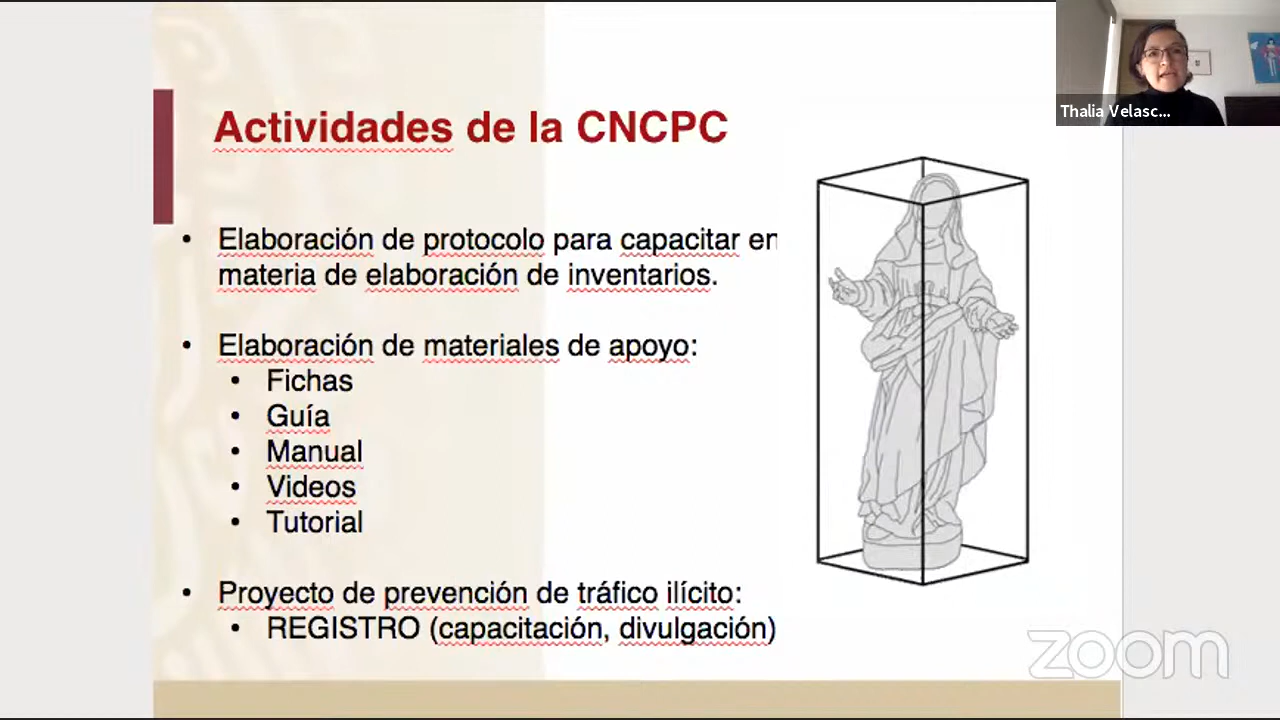 Actividades de la CNCPC
Thalia Velasc...
• Elaboración de protocolo para capacitar en
materia de elaboración de inventarios.
• Elaboración de materiales de apoyo:
• Fichas
• Guía
• Manual
• Videos
• Tutorial
• Proyecto de prevención de tráfico ilícito:
• REGISTRO (capacitación, divulgación)
zoom